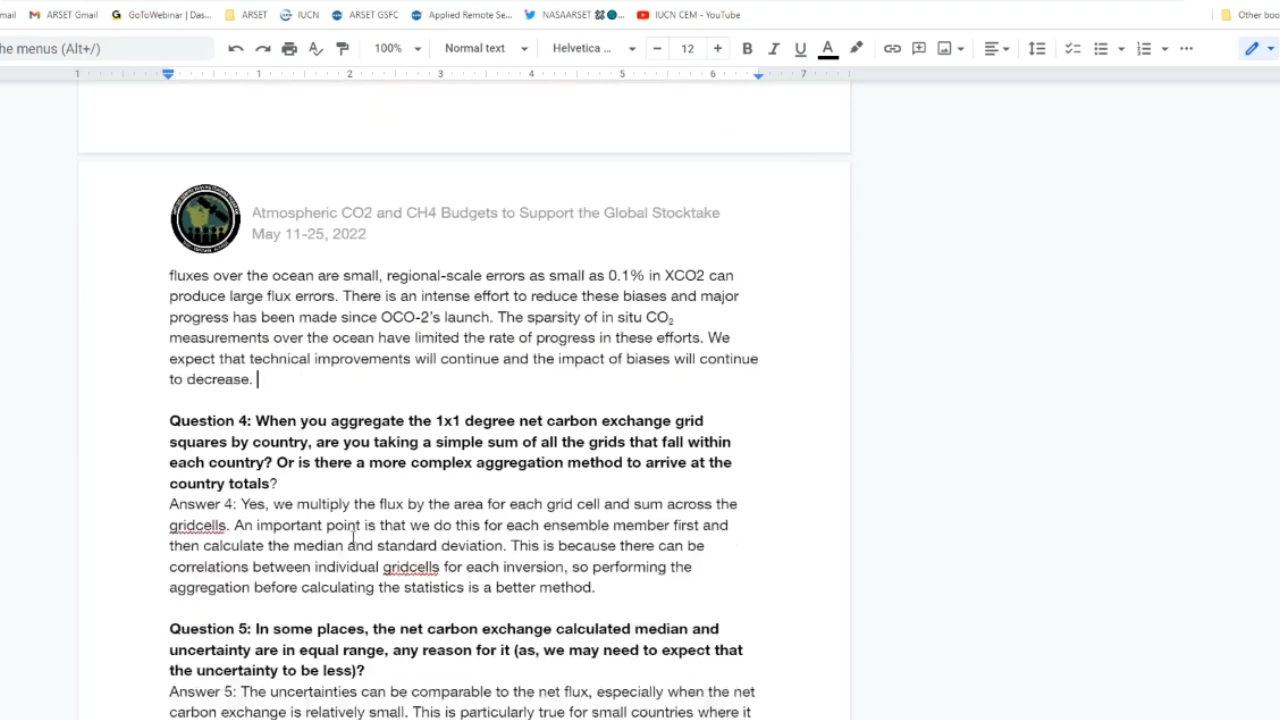 mail ARSET Gmail GoToWebinar | Das... ARSET IUCN ARSET GSFC Applied Remote Se... NASAARSET IUCN CEM - YouTube Other boo
he menus (Alt+/) 100% Normal text Helvetica ... − 12 + B I U A
1 1 2 3 4 5 6 7
Atmospheric CO2 and CH4 Budgets to Support the Global Stocktake
May 11-25, 2022
fluxes over the ocean are small, regional-scale errors as small as 0.1% in XCO2 can
produce large flux errors. There is an intense effort to reduce these biases and major
progress has been made since OCO-2's launch. The sparsity of in situ CO₂
measurements over the ocean have limited the rate of progress in these efforts. We
expect that technical improvements will continue and the impact of biases will continue
to decrease.
Question 4: When you aggregate the 1x1 degree net carbon exchange grid
squares by country, are you taking a simple sum of all the grids that fall within
each country? Or is there a more complex aggregation method to arrive at the
country totals?
Answer 4: Yes, we multiply the flux by the area for each grid cell and sum across the
gridcells. An important point is that we do this for each ensemble member first and
then calculate the median and standard deviation. This is because there can be
correlations between individual gridcells for each inversion, so performing the
aggregation before calculating the statistics is a better method.
Question 5: In some places, the net carbon exchange calculated median and
uncertainty are in equal range, any reason for it (as, we may need to expect that
the uncertainty to be less)?
Answer 5: The uncertainties can be comparable to the net flux, especially when the net
carbon exchange is relatively small. This is particularly true for small countries where it